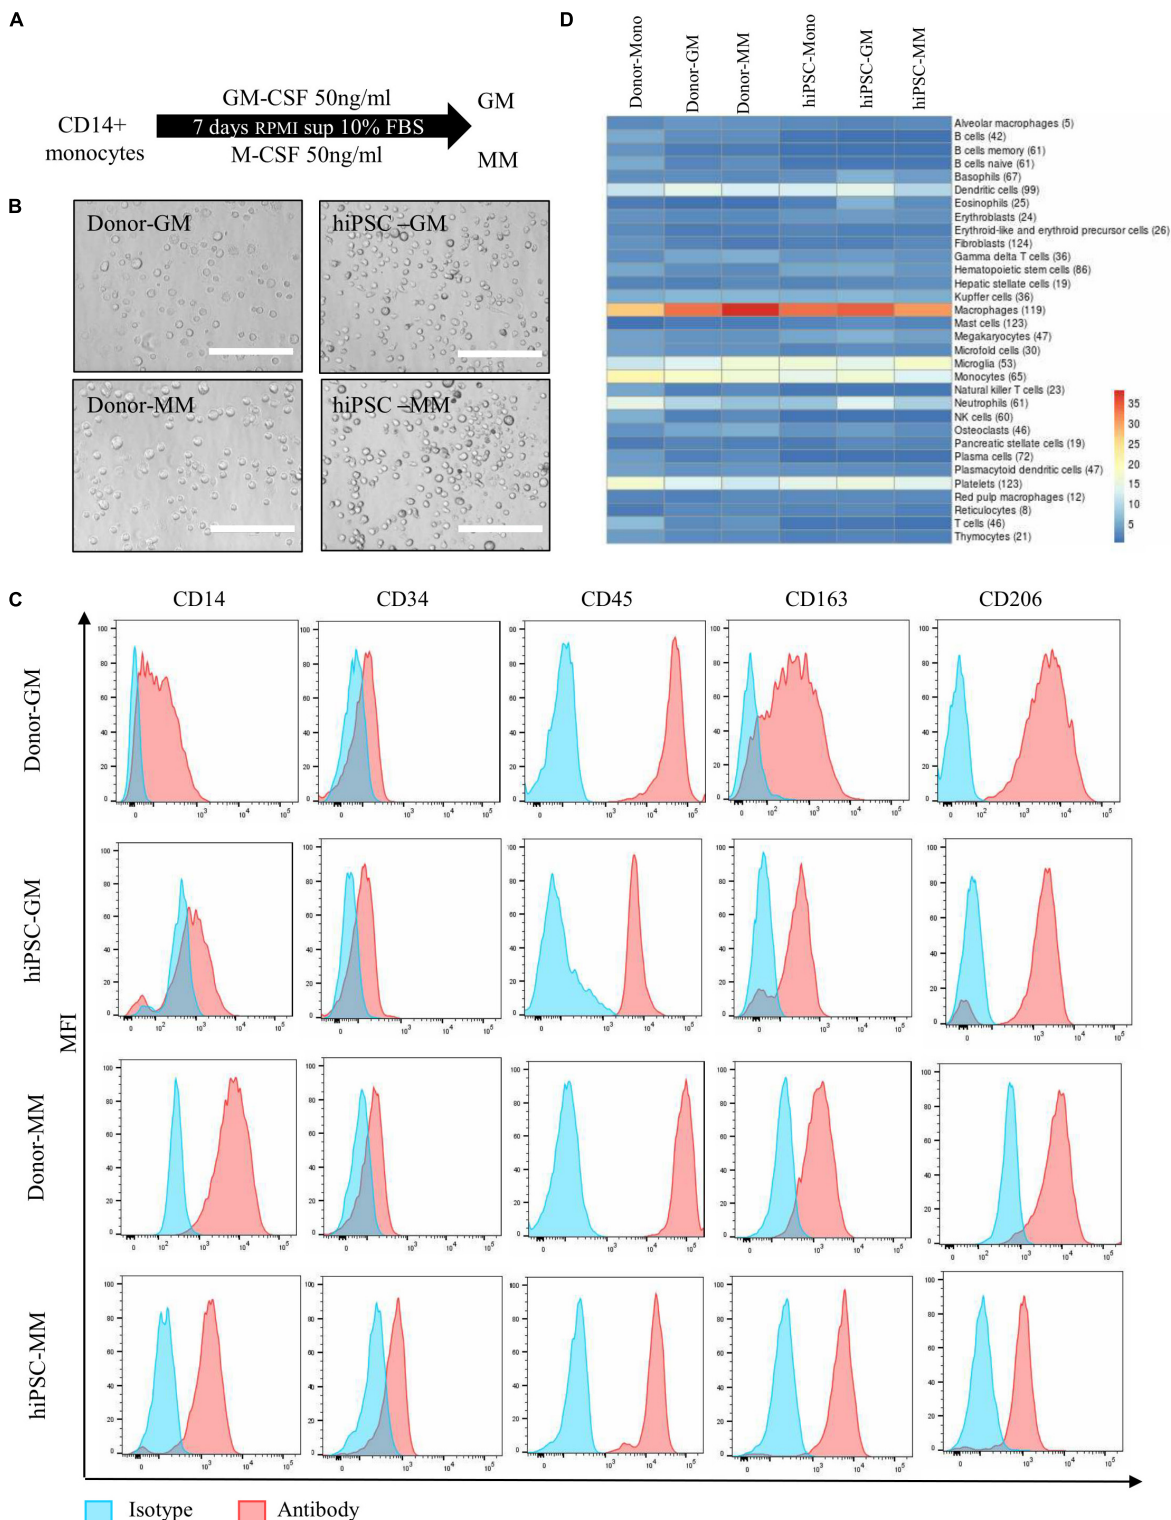 A
CD14+
monocytes
GM-CSF 50ng/ml
7 days RPMI sup 10% FBS
M-CSF 50ng/ml
GM
MM
B
Donor-GM
hiPSC –GM
Donor-MM
hiPSC –MM
D
Donor-Mono
Donor-GM
Donor-MM
hiPSC-Mono
hiPSC-GM
hiPSC-MM
Alveolar macrophages (5)
B cells (42)
B cells memory (61)
B cells naive (61)
Basophils (67)
Dendritic cells (99)
Eosinophils (25)
Erythroblasts (24)
Erythroid-like and erythroid precursor cells (26)
Fibroblasts (124)
Gamma delta T cells (36)
Hematopoietic stem cells (86)
Hepatic stellate cells (19)
Kupffer cells (36)
Macrophages (119)
Mast cells (123)
Megakaryocytes (47)
Microfold cells (30)
Microglia (53)
Monocytes (65)
Natural killer T cells (23)
Neutrophils (61)
NK cells (60)
Osteoclasts (46)
Pancreatic stellate cells (19)
Plasma cells (72)
Plasmacytoid dendritic cells (47)
Platelets (123)
Red pulp macrophages (12)
Reticulocytes (8)
T cells (46)
Thymocytes (21)
35
30
25
20
15
10
5
C
CD14 CD34 CD45 CD163 CD206
Donor-GM
hiPSC-GM
Donor-MM
hiPSC-MM
MFI
Isotype Antibody